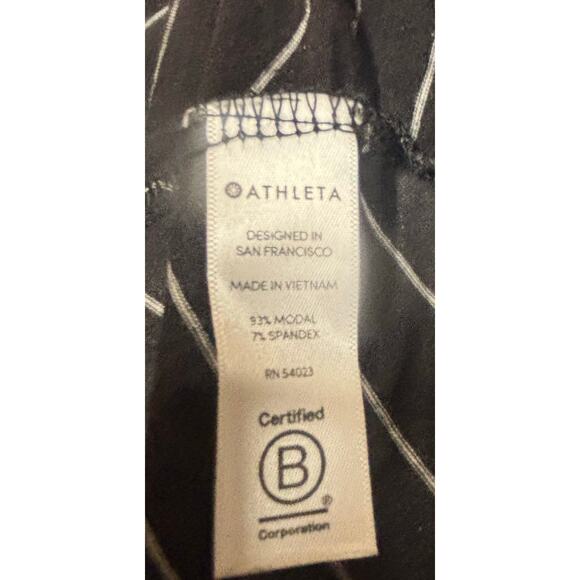 ATHLETA
DESIGNED IN
SAN FRANCISCO
MADE IN VIETNAM
93% MODAL
7% SPANDEX
RN 54023
Certified
B
®
Corporation